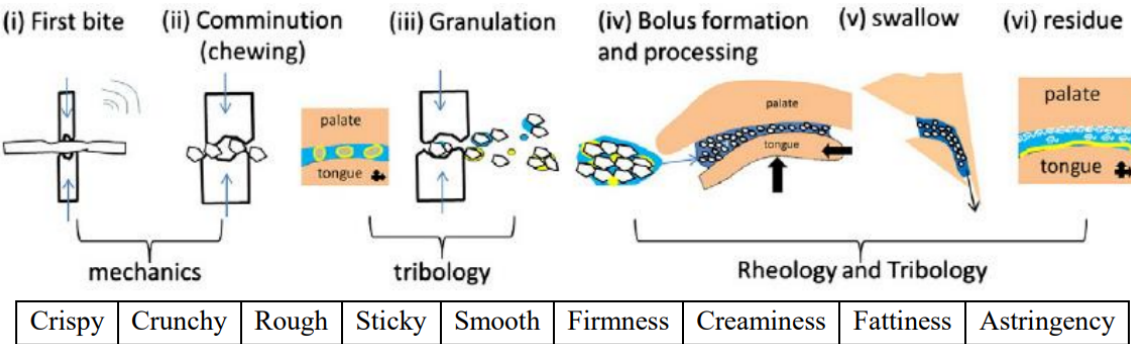 (i) First bite
(ii) Comminution
(chewing)
(iii) Granulation
(iv) Bolus formation
and processing
(v) swallow
(vi) residue
palate
tongue
palate
tongue
palate
tongue
mechanics
tribology
Rheology and Tribology
Crispy Crunchy Rough Sticky Smooth Firmness Creaminess Fattiness Astringency